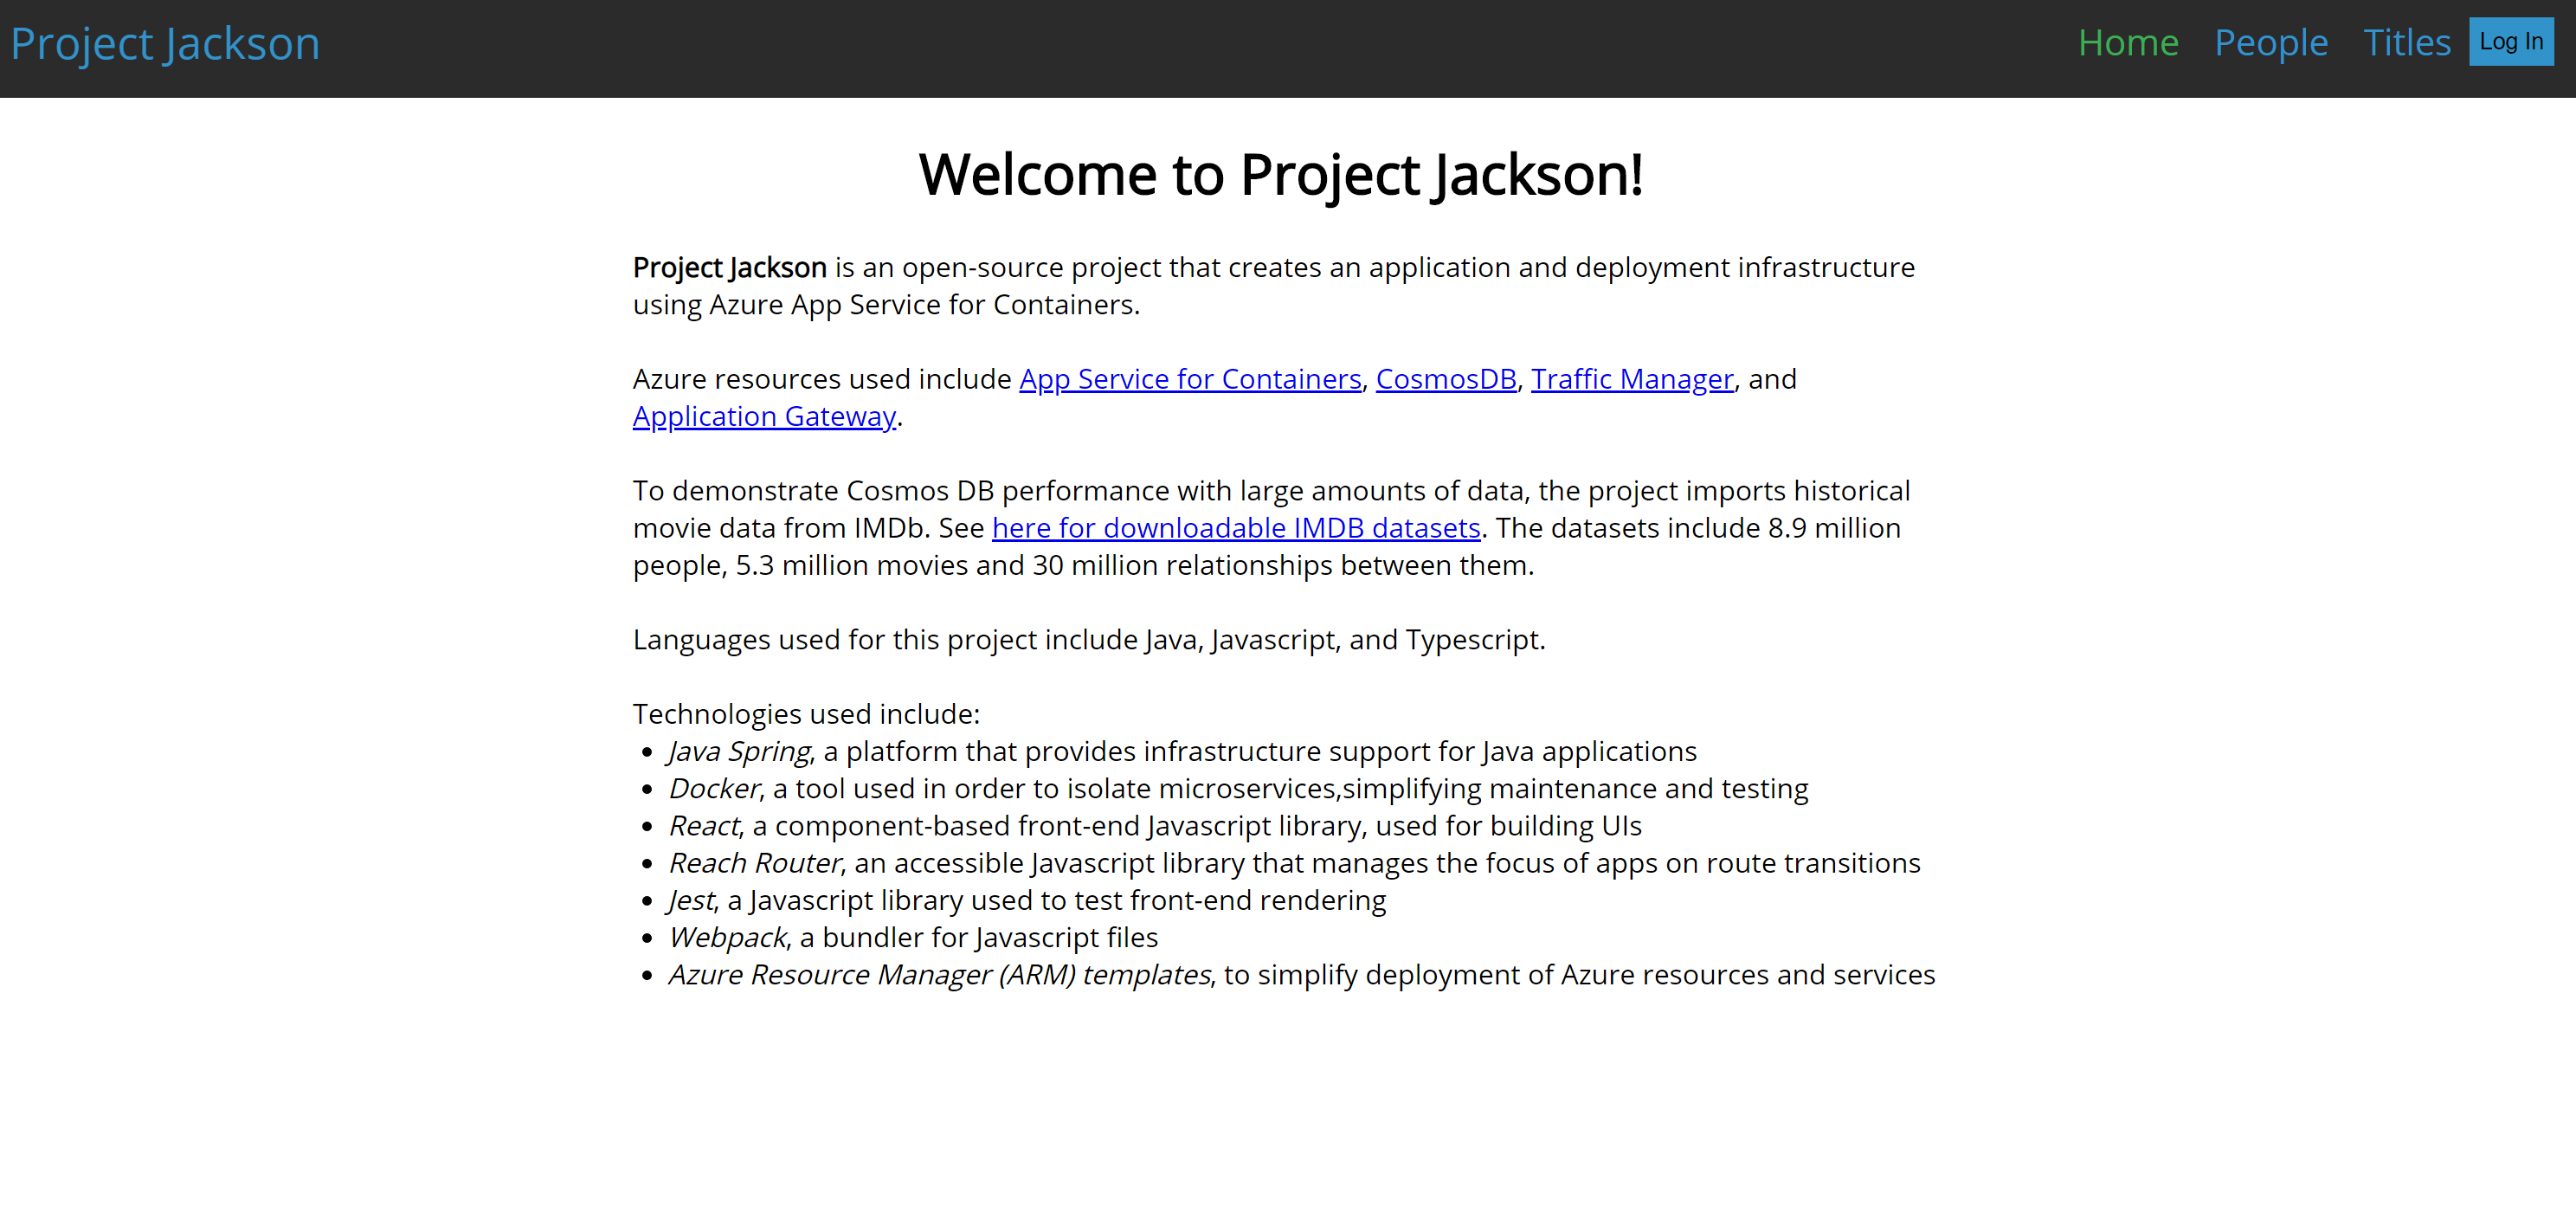 Project Jackson
Home People Titles Log In
Welcome to Project Jackson!
Project Jackson is an open-source project that creates an application and deployment infrastructure
using Azure App Service for Containers.
Azure resources used include App Service for Containers, CosmosDB, Traffic Manager, and
Application Gateway.
To demonstrate Cosmos DB performance with large amounts of data, the project imports historical
movie data from IMDb. See here for downloadable IMDB datasets. The datasets include 8.9 million
people, 5.3 million movies and 30 million relationships between them.
Languages used for this project include Java, Javascript, and Typescript.
Technologies used include:
• Java Spring, a platform that provides infrastructure support for Java applications
• Docker, a tool used in order to isolate microservices,simplifying maintenance and testing
• React, a component-based front-end Javascript library, used for building UIs
• Reach Router, an accessible Javascript library that manages the focus of apps on route transitions
• Jest, a Javascript library used to test front-end rendering
• Webpack, a bundler for Javascript files
• Azure Resource Manager (ARM) templates, to simplify deployment of Azure resources and services